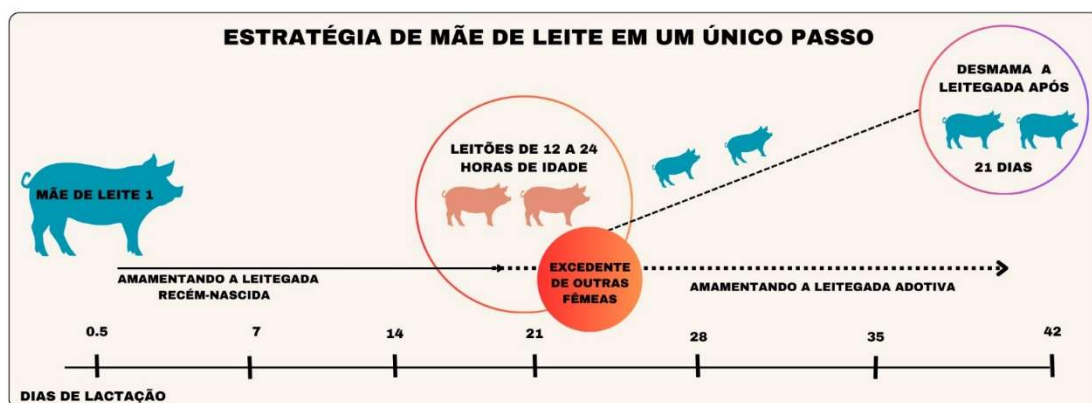 ESTRATÉGIA DE MÃE DE LEITE EM UM ÚNICO PASSO
MÃE DE LEITE 1
AMAMENTANDO A LEITEGADA
RECÉM-NASCIDA
LEITÕES DE 12 A 24
HORAS DE IDADE
EXCEDENTE
DE OUTRAS
FÊMEAS
DESMAMA A
LEITEGADA APÓS
21 DIAS
AMAMENTANDO A LEITEGADA ADOTIVA
0.5 7 14 21 28 35 42
DIAS DE LACTAÇÃO